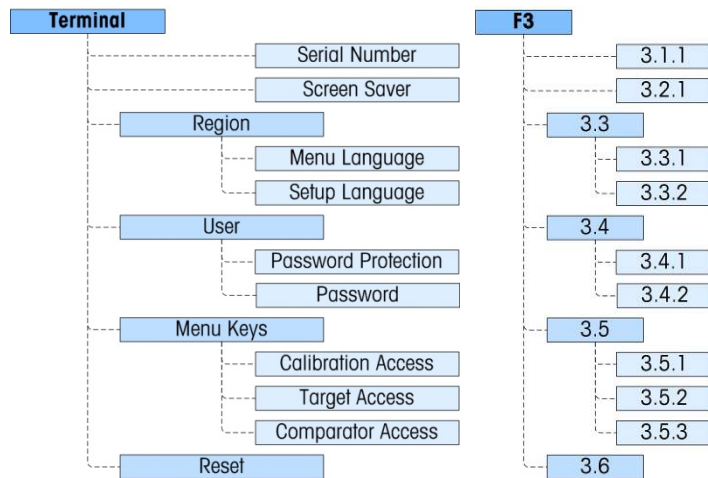 Terminal F3
Serial Number 3.1.1
Screen Saver 3.2.1
Region 3.3
Menu Language 3.3.1
Setup Language 3.3.2
User 3.4
Password Protection 3.4.1
Password 3.4.2
Menu Keys 3.5
Calibration Access 3.5.1
Target Access 3.5.2
Comparator Access 3.5.3
Reset 3.6